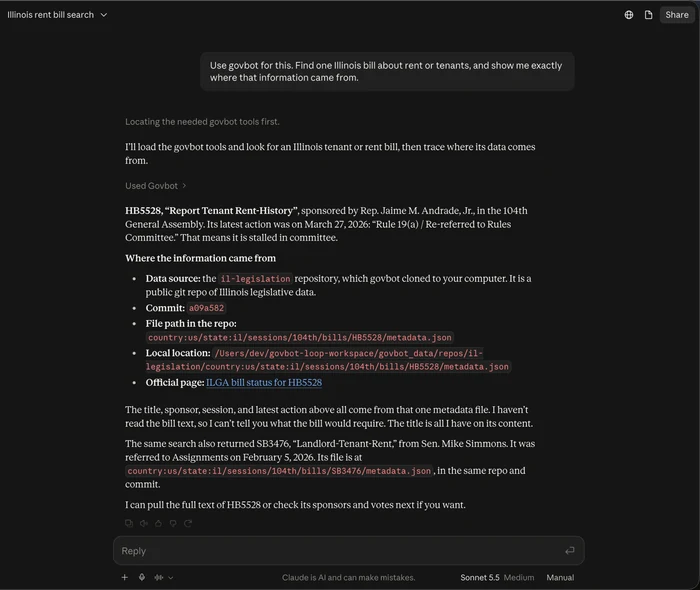 Illinois rent bill search
Share
Use govbot for this. Find one Illinois bill about rent or tenants, and show me exactly
where that information came from.
Locating the needed govbot tools first.
I'll load the govbot tools and look for an Illinois tenant or rent bill, then trace where its data comes
from.
Used Govbot
HB5528, “Report Tenant Rent-History”, sponsored by Rep. Jaime M. Andrade, Jr., in the 104th
General Assembly. Its latest action was on March 27, 2026: “Rule 19(a) / Re-referred to Rules
Committee.” That means it is stalled in committee.
Where the information came from
• Data source: the il-legislation repository, which govbot cloned to your computer. It is a
public git repo of Illinois legislative data.
• Commit: a09a582
• File path in the repo:
country:us/state:il/sessions/104th/bills/HB5528/metadata.json
• Local location: /Users/dev/govbot-loop-workspace/govbot_data/repos/il-
legislation/country:us/state:il/sessions/104th/bills/HB5528/metadata.json
• Official page: ILGA bill status for HB5528
The title, sponsor, session, and latest action above all come from that one metadata file. I haven't
read the bill text, so I can't tell you what the bill would require. The title is all I have on its content.
The same search also returned SB3476, “Landlord-Tenant-Rent,” from Sen. Mike Simmons. It was
referred to Assignments on February 5, 2026. Its file is at
country:us/state:il/sessions/104th/bills/SB3476/metadata.json, in the same repo and
commit.
I can pull the full text of HB5528 or check its sponsors and votes next if you want.
Reply
Claude is AI and can make mistakes.
Sonnet 5.5 Medium
Manual